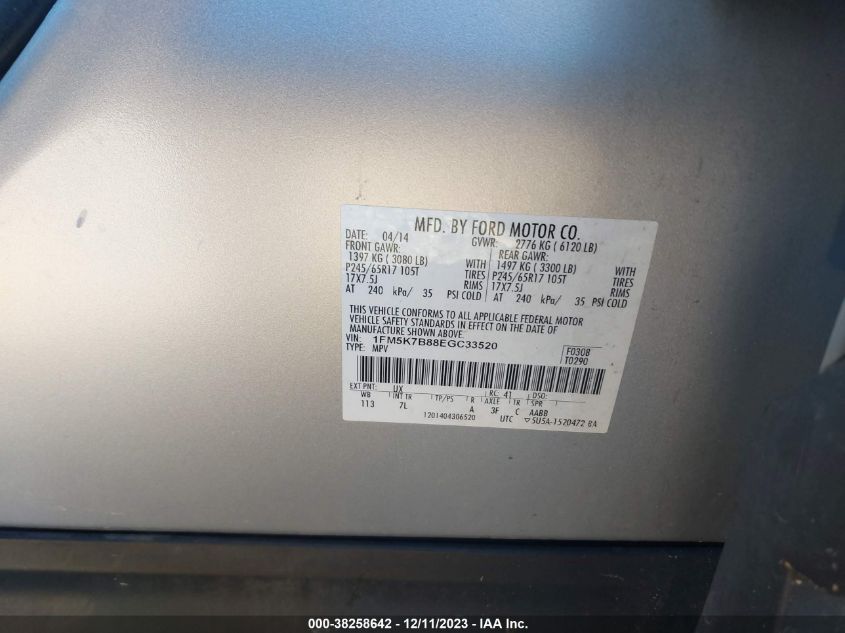 MFD. BY FORD MOTOR CO.
DATE: 04/14 GVWR: 2776 KG ( 6120 LB)
FRONT GAWR: REAR GAWR:
1397 KG ( 3080 LB) WITH 1497 KG ( 3300 LB) WITH
P245/65R17 105T TIRES P245/65R17 105T TIRES
17X7.5J RIMS 17X7.5J RIMS
AT 240 kPa/ 35 PSI COLD AT 240 kPa/ 35 PSI COLD
THIS VEHICLE CONFORMS TO ALL APPLICABLE FEDERAL MOTOR
VEHICLE SAFETY STANDARDS IN EFFECT ON THE DATE OF
MANUFACTURE SHOWN ABOVE.
VIN: 1FM5K7B88EGC33520
TYPE: MPV
F0308
T0290
EXT PNT: UX RC: 41 DSO:
WB INT TR TP/PS R AXLE TR SPR
113 7L A 3F C AABB
1201404306520 UTC ▽5U5A-1520472 BA
000-38258642 / 12/11/2023 - IAA Inc.